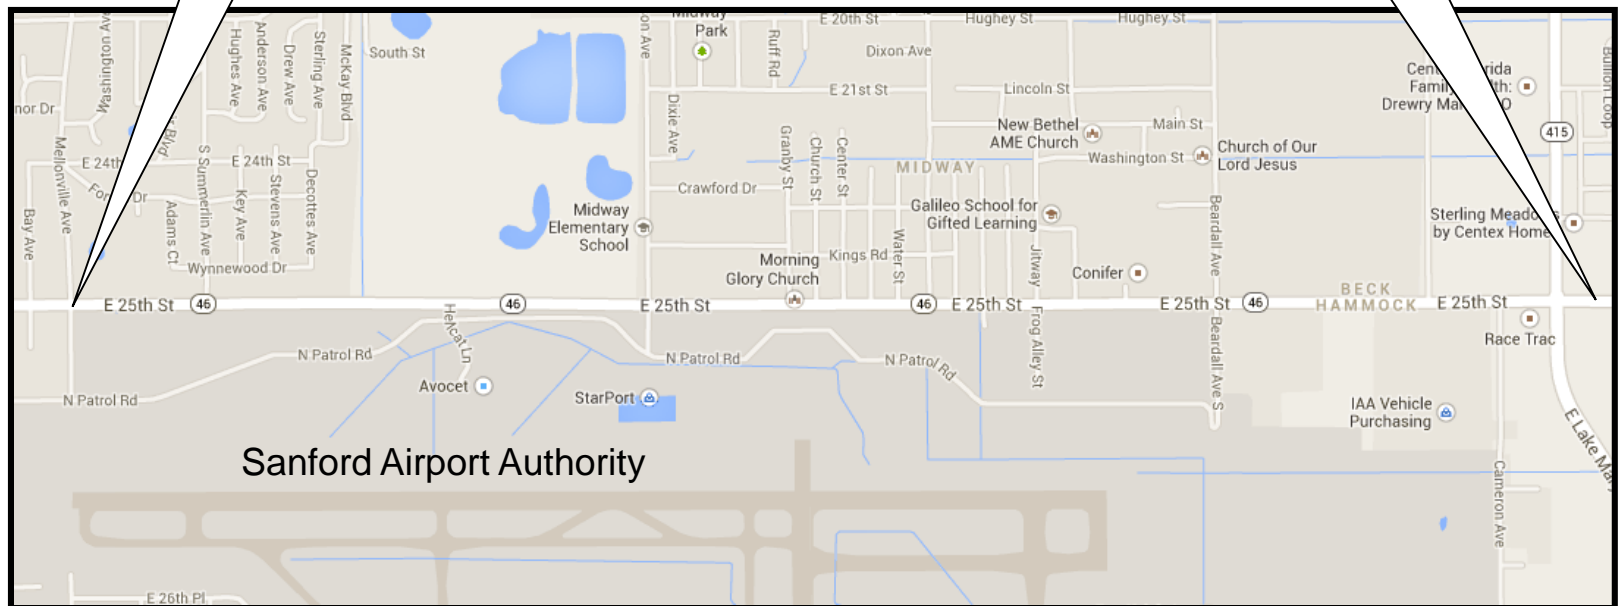 Midway
Park
E 20th St
Hughey St
Hughey St
South St
Dixon Ave
Ruff Rd
Washington Av
Hughes Ave
Anderson Ave
Drew Ave
Sterling Ave
McKay Blvd
on Ave
E 21st St
Lincoln St
Drewry Ma
nor Dr
Mellonville Ave
Blvd
Dixie Ave
New Bethel
AME Church
Main St
415
Bullion Loop
Washington St
Church of Our
Lord Jesus
E 24th
E 24th St
S Summerlin Ave
Key Ave
Stevens Ave
Decottes Ave
Granby St
Church St
Center St
MIDWAY
Crawford Dr
Dr
Bay Ave
Adams Ct
Wynnewood Dr
Midway
Elementary
School
Galileo School for
Gifted Learning
Sterling Meado
by Centex Home
Water St
Kings Rd
Jitway
Beardall Ave
Morning
Glory Church
Conifer
E 25th St
46
46
E 25th St
46
E 25th St
E 25th St
46
BECK
HAMMOCK
E 25th St
Race Trac
Hellcat Ln
Frog Alley St
Beardall Ave S
N Patrol Rd
N Patrol Rd
N Patrol Rd
N Patrol Rd
Avocet
StarPort
IAA Vehicle
Purchasing
E Lake Mar
Cameron Ave
Sanford Airport Authority
E 26th Pl